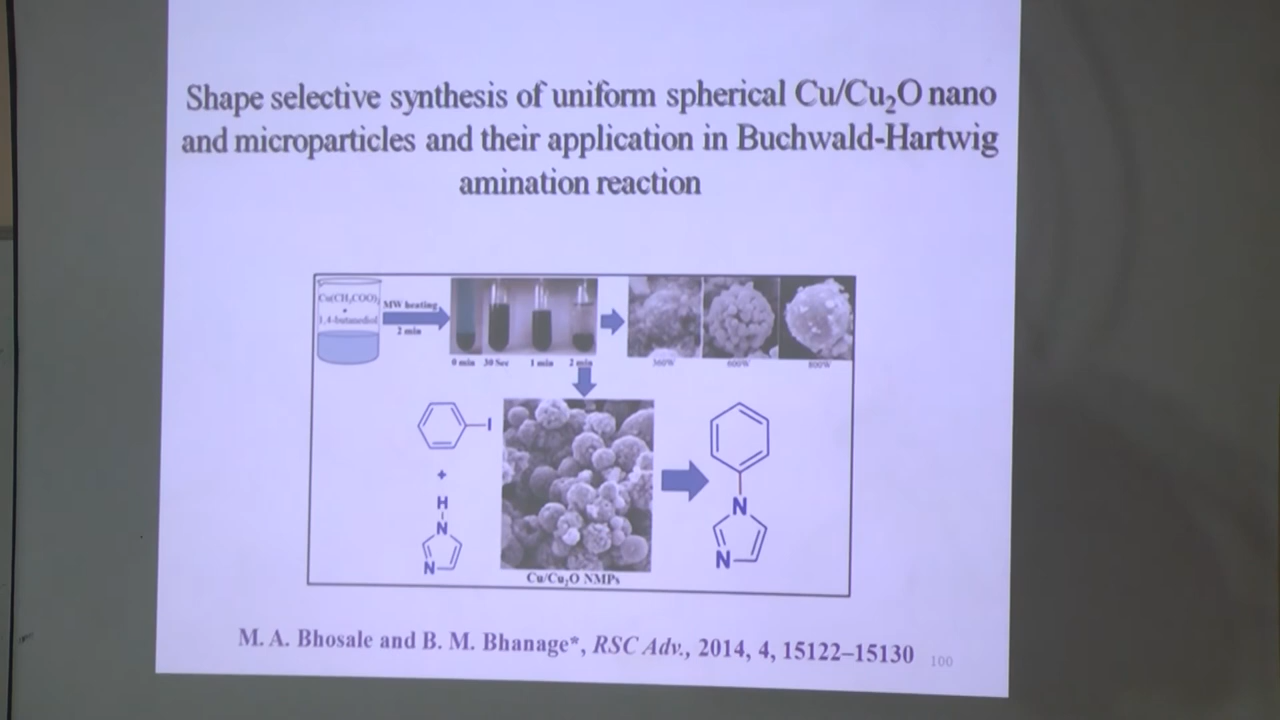 Shape selective synthesis of uniform spherical Cu/Cu₂O nano
and microparticles and their application in Buchwald-Hartwig
amination reaction
Cu(CH₃COO)₂
+
1,4-butanediol
MW heating
2 min
0 min 30 Sec 1 min 2 min
360W 600W 800W
I
+
H
N
N
Cu/Cu₂O NMPs
N
N
M. A. Bhosale and B. M. Bhanage*, RSC Adv., 2014, 4, 15122–15130
100